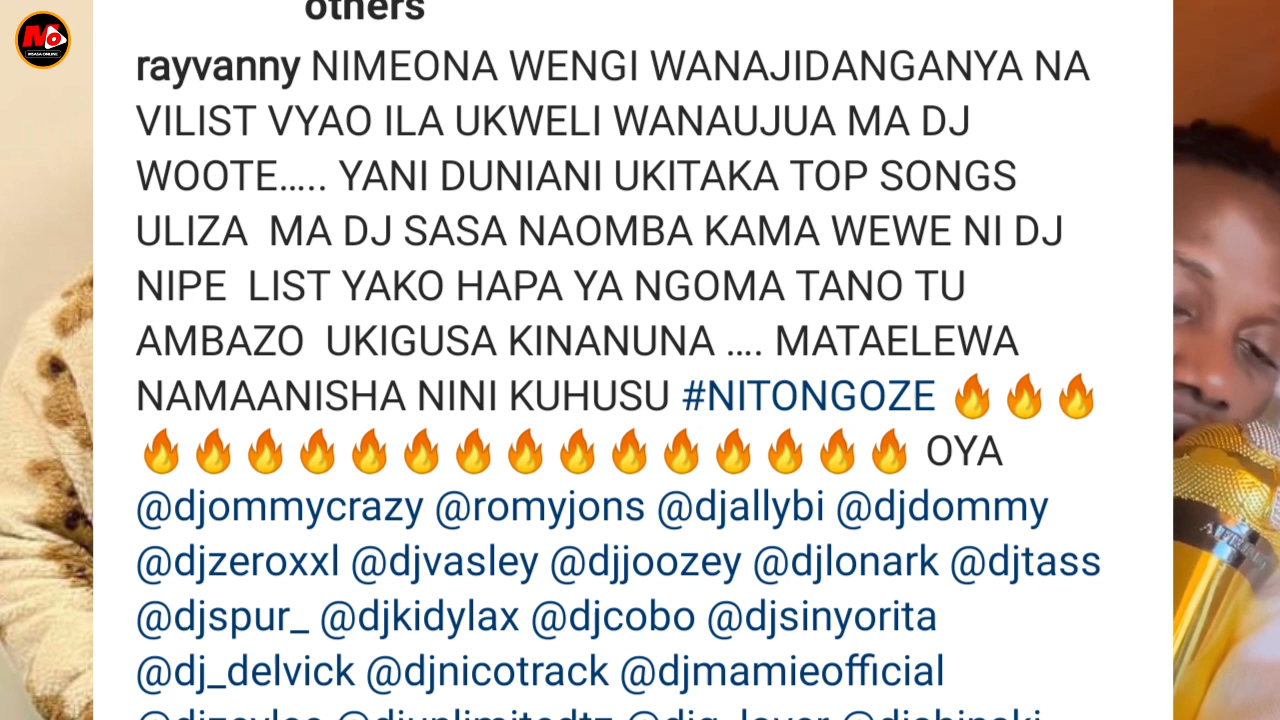 others
MO
MSASA ONLINE
rayvanny NIMEONA WENGI WANAJIDANGANYA NA
VILIST VYAO ILA UKWELI WANAUJUA MA DJ
WOOTE..... YANI DUNIANI UKITAKA TOP SONGS
ULIZA MA DJ SASA NAOMBA KAMA WEWE NI DJ
NIPE LIST YAKO HAPA YA NGOMA TANO TU
AMBAZO UKIGUSA KINANUNA .... MATAELEWA
NAMAANISHA NINI KUHUSU #NITONGOZE 🔥🔥🔥
🔥🔥🔥🔥🔥🔥🔥🔥🔥🔥🔥🔥🔥🔥🔥 OYA
@djommycrazy @romyjons @djallybi @djdommy
@djzeroxxl @djvasley @djjoozey @djlonark @djtass
@djspur_ @djkidylax @djcobo @djsinyorita
@dj_delvick @djnicotrack @djmamieofficial